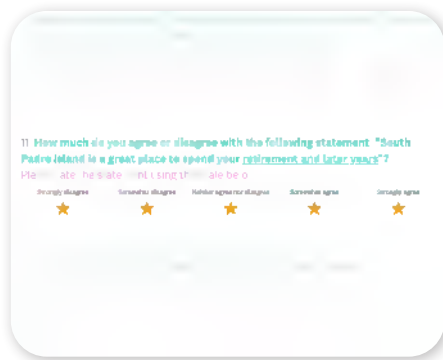 11 How much do you agree or disagree with the following statement "South
Padre Island is a great place to spend your retirement and later years"?
Strongly disagree Somewhat disagree Neither agree nor disagree Somewhat agree Strongly agree